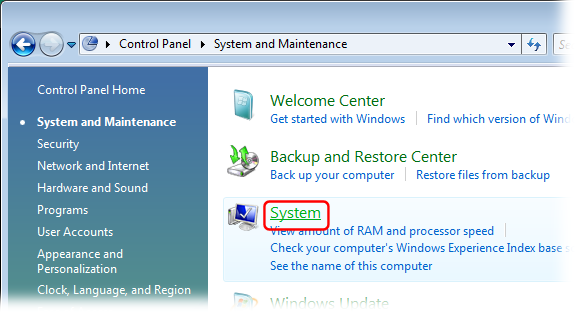 Control Panel ▸ System and Maintenance
Control Panel Home
• System and Maintenance
Security
Network and Internet
Hardware and Sound
Programs
User Accounts
Appearance and
Personalization
Clock, Language, and Region
Welcome Center
Get started with Windows | Find which version of
Backup and Restore Center
Back up your computer | Restore files from backup
System
View amount of RAM and processor speed |
Check your computer's Windows Experience Index base
See the name of this computer
Windows Update